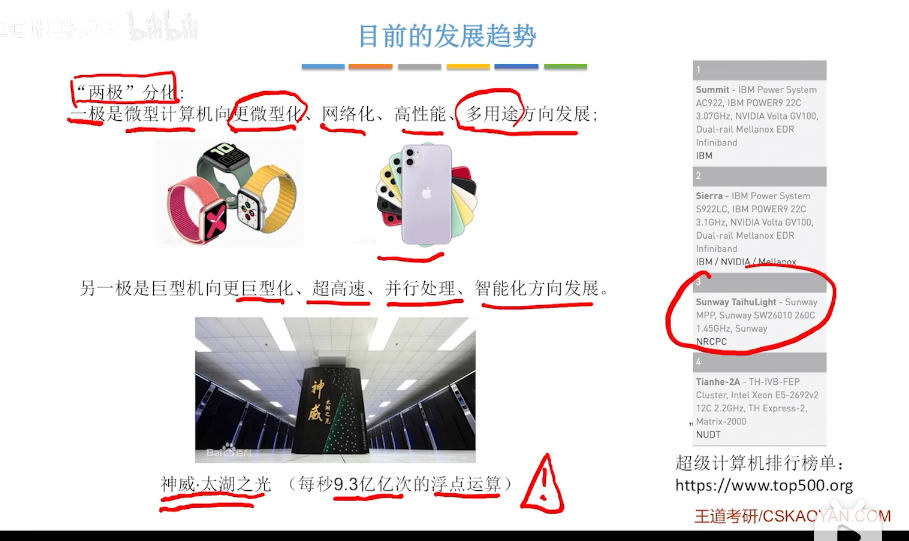 目前的发展趋势
“两极”分化：
一极是微型计算机向更微型化、网络化、高性能、多用途方向发展；
另一极是巨型机向更巨型化、超高速、并行处理、智能化方向发展。
神威
太湖之光
Baidu百科
神威·太湖之光 （每秒9.3亿亿次的浮点运算）
1
Summit - IBM Power System
AC922, IBM POWER9 22C
3.07GHz, NVIDIA Volta GV100,
Dual-rail Mellanox EDR
Infiniband
IBM
2
Sierra - IBM Power System
S922LC, IBM POWER9 22C
3.1GHz, NVIDIA Volta GV100,
Dual-rail Mellanox EDR
Infiniband
IBM / NVIDIA / Mellanox
3
Sunway TaihuLight - Sunway
MPP, Sunway SW26010 260C
1.45GHz, Sunway
NRCPC
4
Tianhe-2A - TH-IVB-FEP
Cluster, Intel Xeon E5-2692v2
12C 2.2GHz, TH Express-2,
Matrix-2000
NUDT
超级计算机排行榜单：
https://www.top500.org
王道考研/CSKAOYAN.COM
bilibili